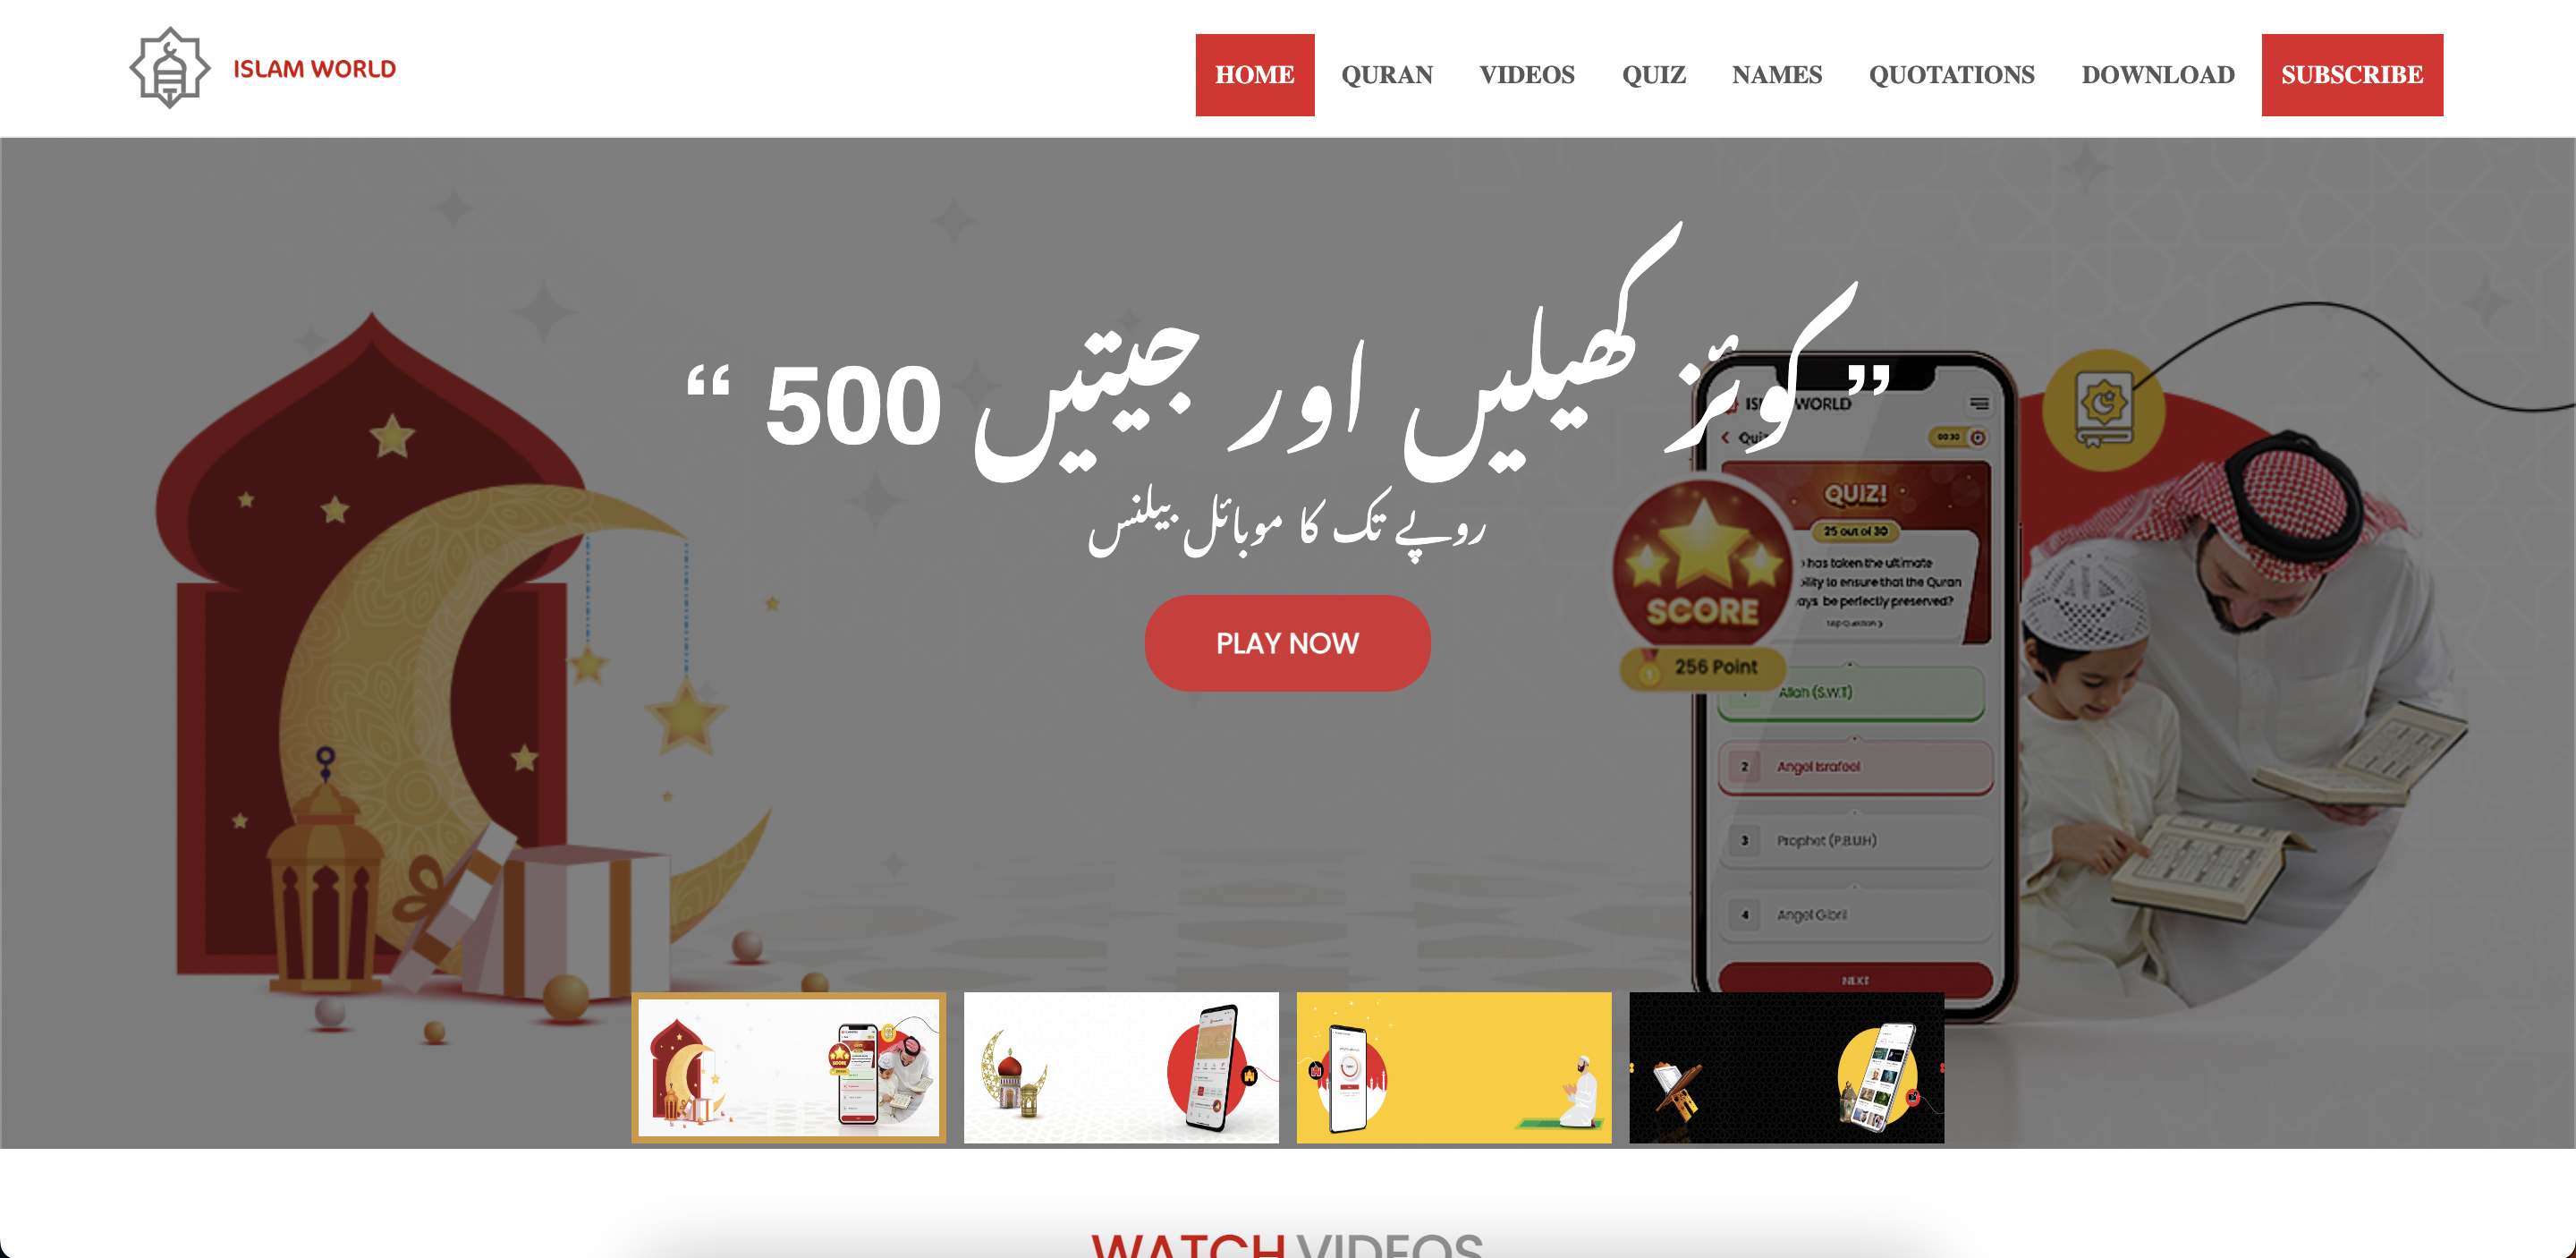 ISLAM WORLD
HOME QURAN VIDEOS QUIZ NAMES QUOTATIONS DOWNLOAD SUBSCRIBE
” کوئز کھیلیں اور جیتیں 500 “
روپے تک کا موبائل بیلنس
PLAY NOW
WORLD
00 30
QUIZ!
25 out of 30
has taken the ultimate
to ensure that the Quran
be perfectly preserved?
SCORE
256 Point
Allah (S.W.T)
2 Angel Israfeel
3 Prophet (P.B.U.H)
4 Angel Gibril
NEXT
WATCH VIDEOS